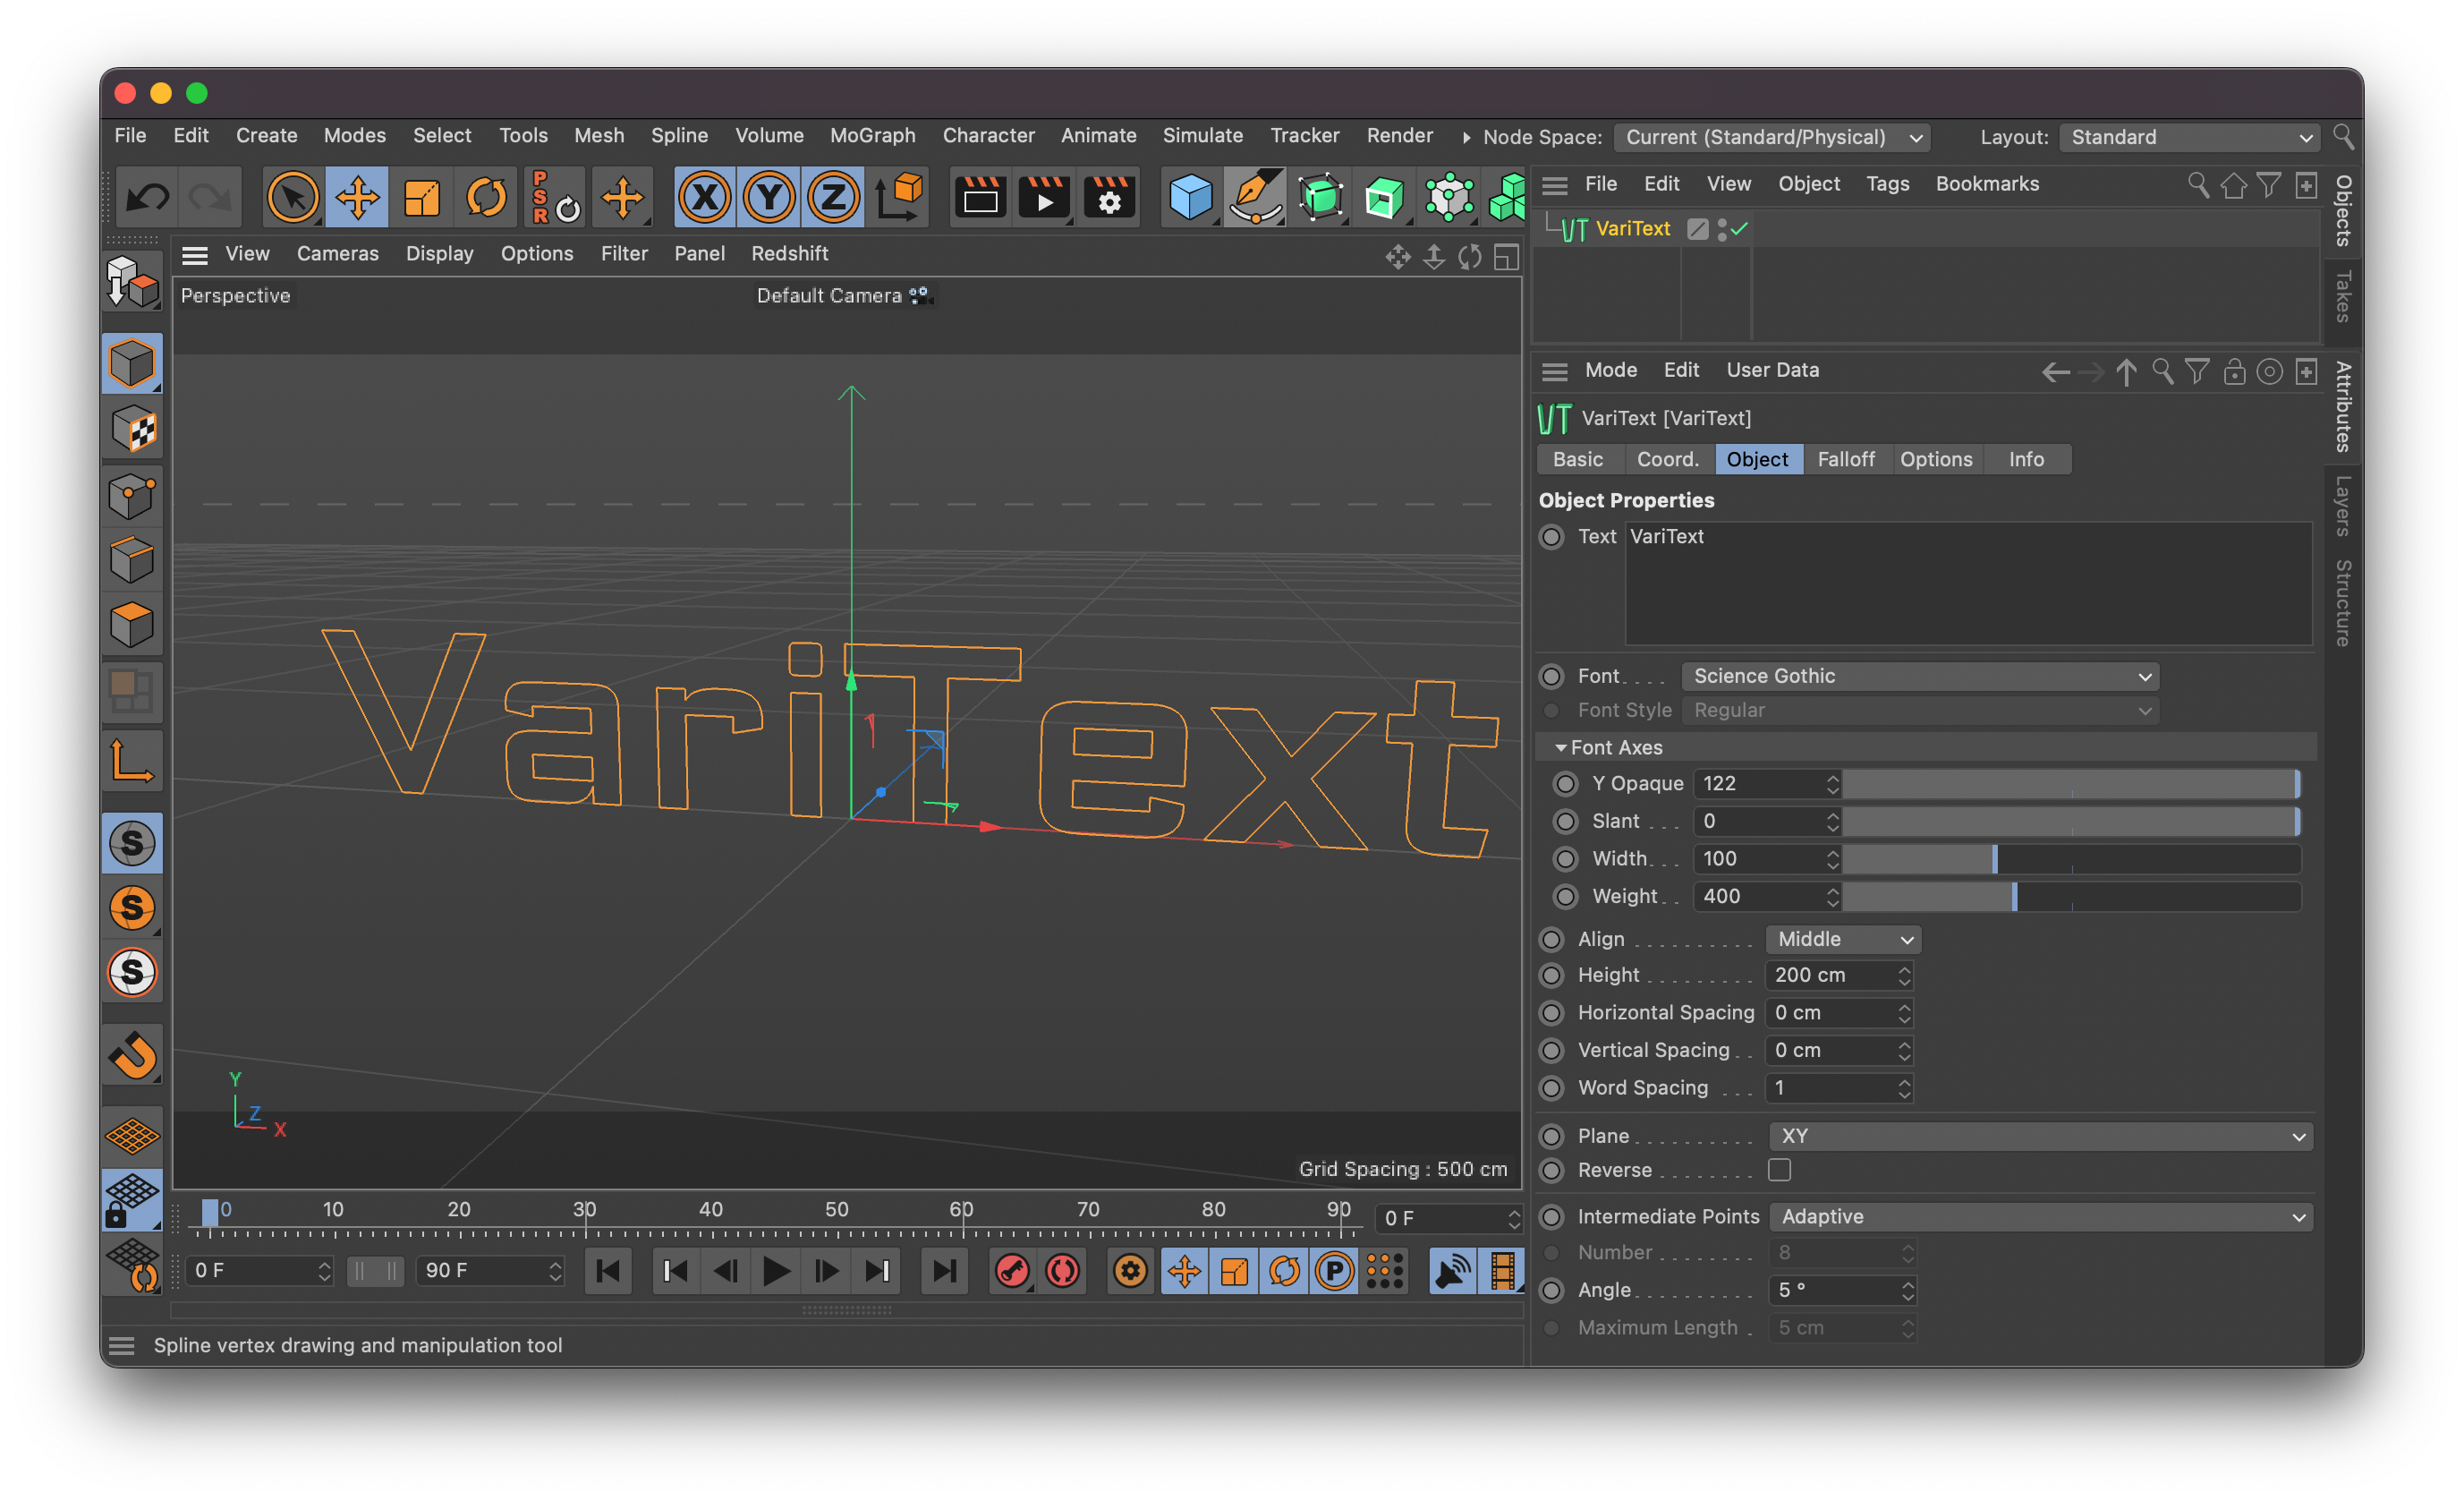 File Edit Create Modes Select Tools Mesh Spline Volume MoGraph Character Animate Simulate Tracker Render Node Space: Current (Standard/Physical) Layout: Standard
PSR X Y Z
File Edit View Object Tags Bookmarks
VT VariText
Objects
Takes
View Cameras Display Options Filter Panel Redshift
Perspective
Default Camera
VariText
Y
Z
X
Grid Spacing : 500 cm
Mode Edit User Data
VT VariText [VariText]
Basic Coord. Object Falloff Options Info
Object Properties
Text VariText
Font Science Gothic
Font Style Regular
Font Axes
Y Opaque 122
Slant 0
Width 100
Weight 400
Align Middle
Height 200 cm
Horizontal Spacing 0 cm
Vertical Spacing 0 cm
Word Spacing 1
Plane XY
Reverse
Intermediate Points Adaptive
Number 8
Angle 5 °
Maximum Length 5 cm
Attributes
Layers
Structure
S
S
S
0 10 20 30 40 50 60 70 80 90 0 F
0 F 90 F P
Spline vertex drawing and manipulation tool